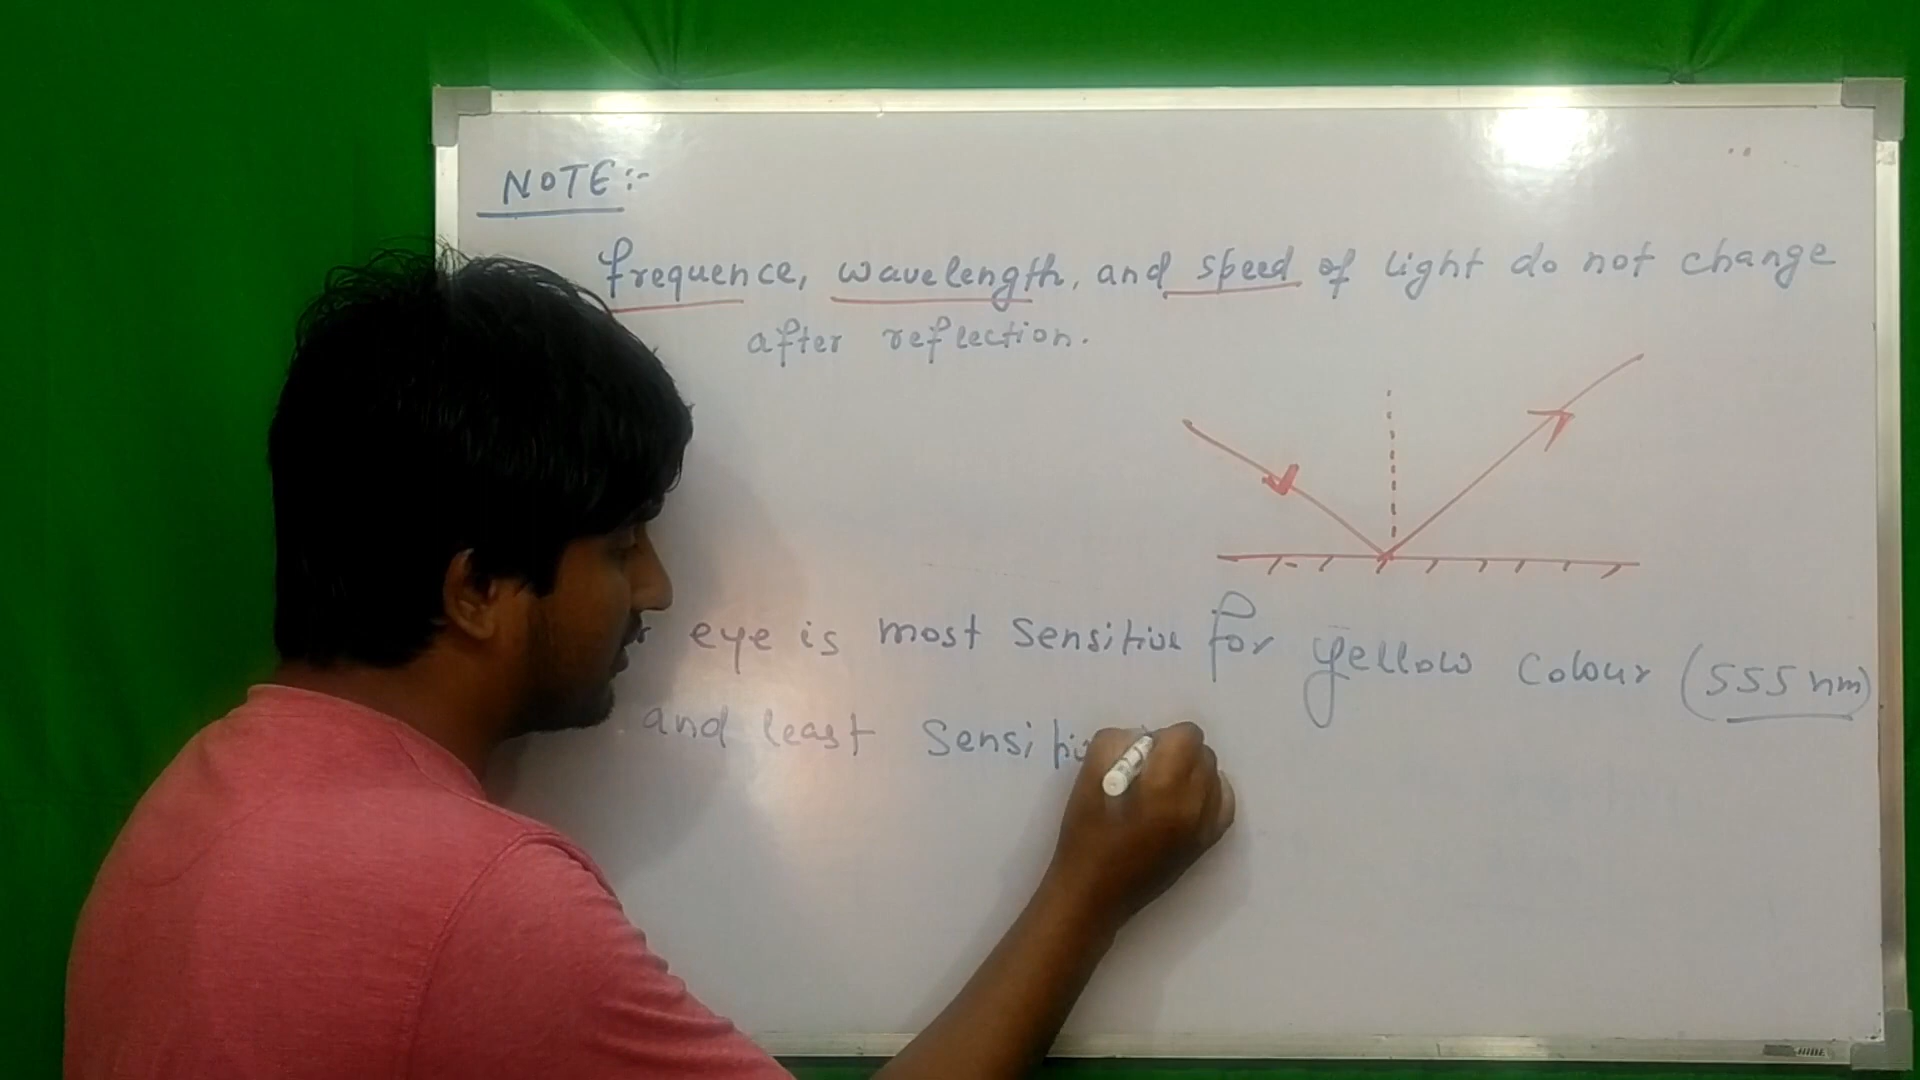 NOTE:-
frequence, wavelength, and speed of light do not change
after reflection.
eye is most sensitive for yellow colour (555 nm)
and least sensitiv